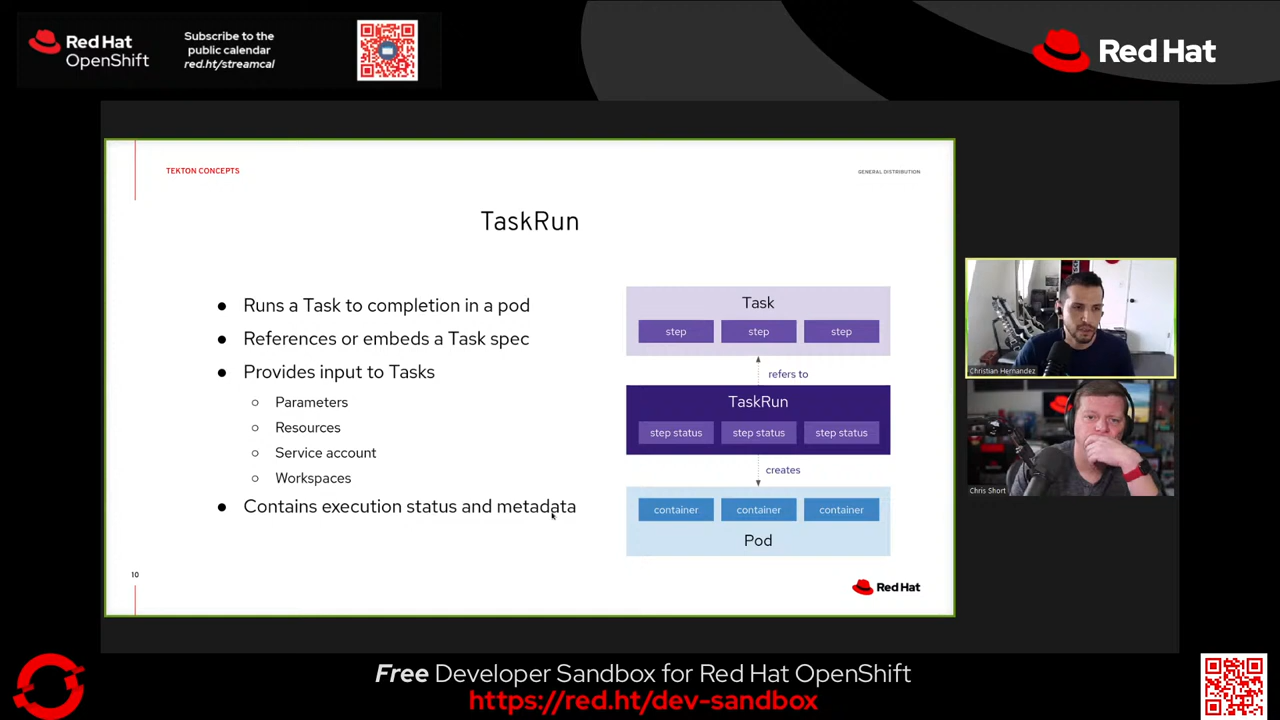 Red Hat
OpenShift
Subscribe to the
public calendar
red.ht/streamcal
Red Hat
TEKTON CONCEPTS
GENERAL DISTRIBUTION
TaskRun
● Runs a Task to completion in a pod
● References or embeds a Task spec
● Provides input to Tasks
○ Parameters
○ Resources
○ Service account
○ Workspaces
● Contains execution status and metadata
Task
step step step
refers to
TaskRun
step status step status step status
creates
container container container
Pod
10
Red Hat
Christian Hernandez
Chris Short
Free Developer Sandbox for Red Hat OpenShift
https://red.ht/dev-sandbox